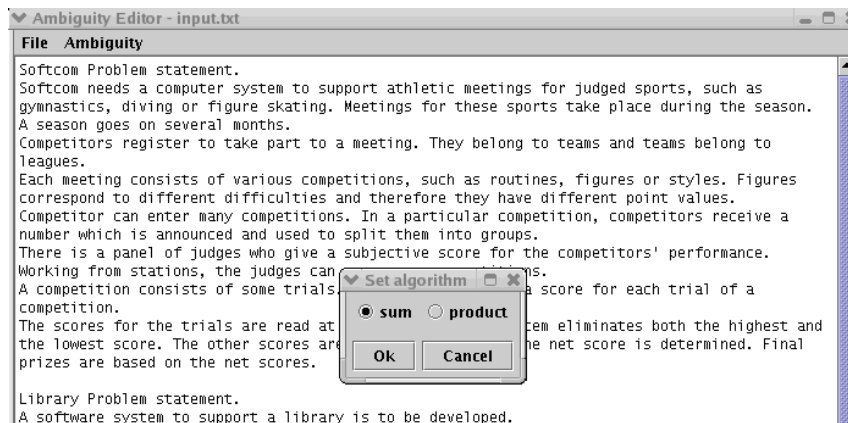 Ambiguity Editor - input.txt
File Ambiguity
Softcom Problem statement.
Softcom needs a computer system to support athletic meetings for judged sports, such as
gymnastics, diving or figure skating. Meetings for these sports take place during the season.
A season goes on several months.
Competitors register to take part to a meeting. They belong to teams and teams belong to
leagues.
Each meeting consists of various competitions, such as routines, figures or styles. Figures
correspond to different difficulties and therefore they have different point values.
Competitor can enter many competitions. In a particular competition, competitors receive a
number which is announced and used to split them into groups.
There is a panel of judges who give a subjective score for the competitors' performance.
Working from stations, the judges can
A competition consists of some trials. a score for each trial of a
competition.
The scores for the trials are read at eliminates both the highest and
the lowest score. The other scores are net score is determined. Final
prizes are based on the net scores.
Set algorithm
sum product
Ok Cancel
Library Problem statement.
A software system to support a library is to be developed.